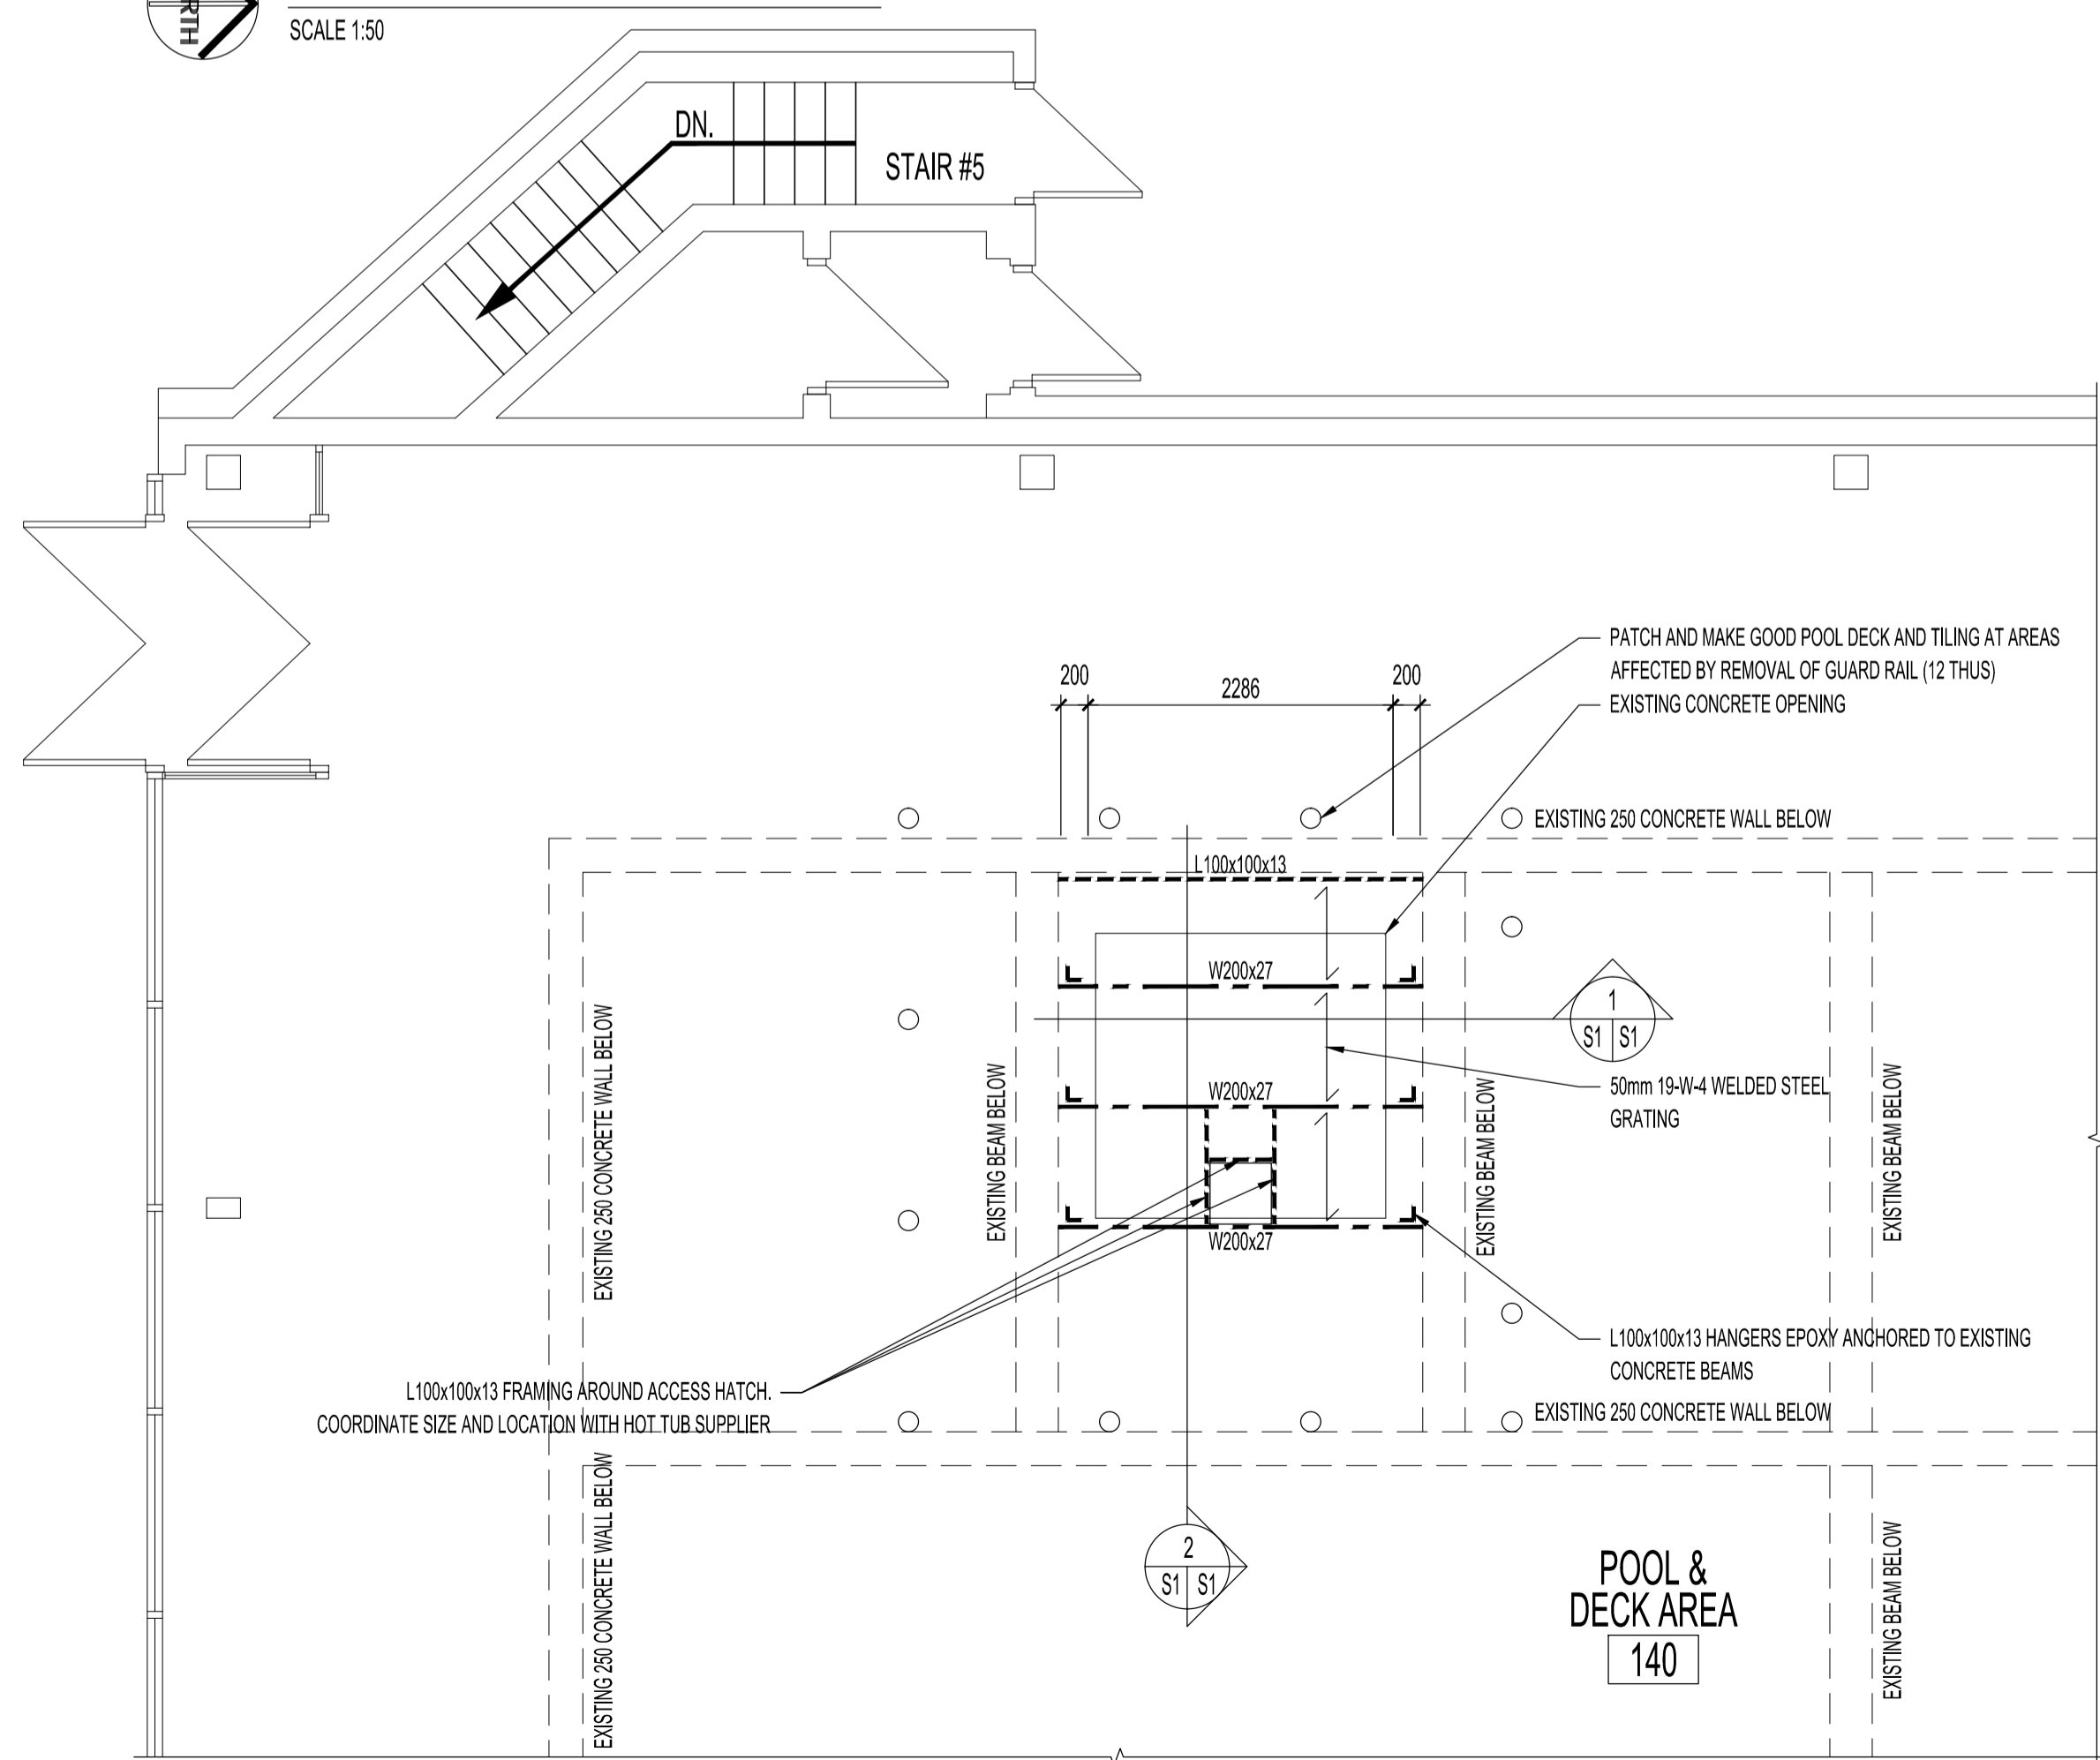 RTH
SCALE 1:50
DN.
STAIR #5
PATCH AND MAKE GOOD POOL DECK AND TILING AT AREAS
AFFECTED BY REMOVAL OF GUARD RAIL (12 THUS)
200
2286
200
EXISTING CONCRETE OPENING
EXISTING 250 CONCRETE WALL BELOW
L100x100x13
W200x27
1
S1 S1
EXISTING 250 CONCRETE WALL BELOW
EXISTING BEAM BELOW
W200x27
50mm 19-W-4 WELDED STEEL
GRATING
EXISTING BEAM BELOW
EXISTING BEAM BELOW
W200x27
L100x100x13 HANGERS EPOXY ANCHORED TO EXISTING
CONCRETE BEAMS
L100x100x13 FRAMING AROUND ACCESS HATCH.
COORDINATE SIZE AND LOCATION WITH HOT TUB SUPPLIER
EXISTING 250 CONCRETE WALL BELOW
EXISTING 250 CONCRETE WALL BELOW
2
S1 S1
POOL &
DECK AREA
140
EXISTING BEAM BELOW